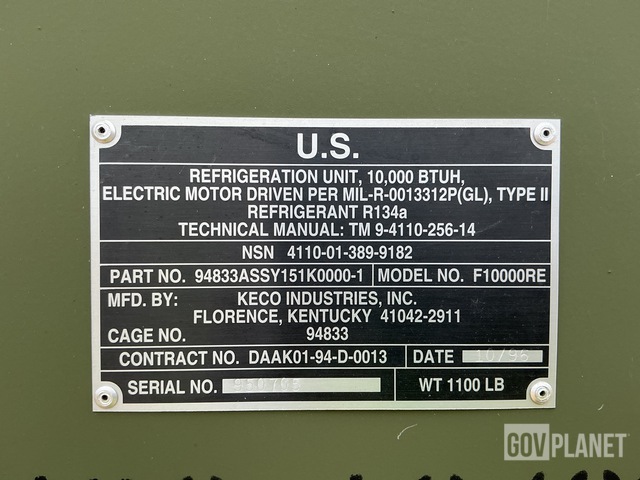 U.S.
REFRIGERATION UNIT, 10,000 BTUH,
ELECTRIC MOTOR DRIVEN PER MIL-R-0013312P(GL), TYPE II
REFRIGERANT R134a
TECHNICAL MANUAL: TM 9-4110-256-14
NSN 4110-01-389-9182
PART NO. 94833ASSY151K0000-1 MODEL NO. F10000RE
MFD. BY: KECO INDUSTRIES, INC.
FLORENCE, KENTUCKY 41042-2911
CAGE NO. 94833
CONTRACT NO. DAAK01-94-D-0013 DATE 10/96
SERIAL NO. WT 1100 LB
GOVPLANET